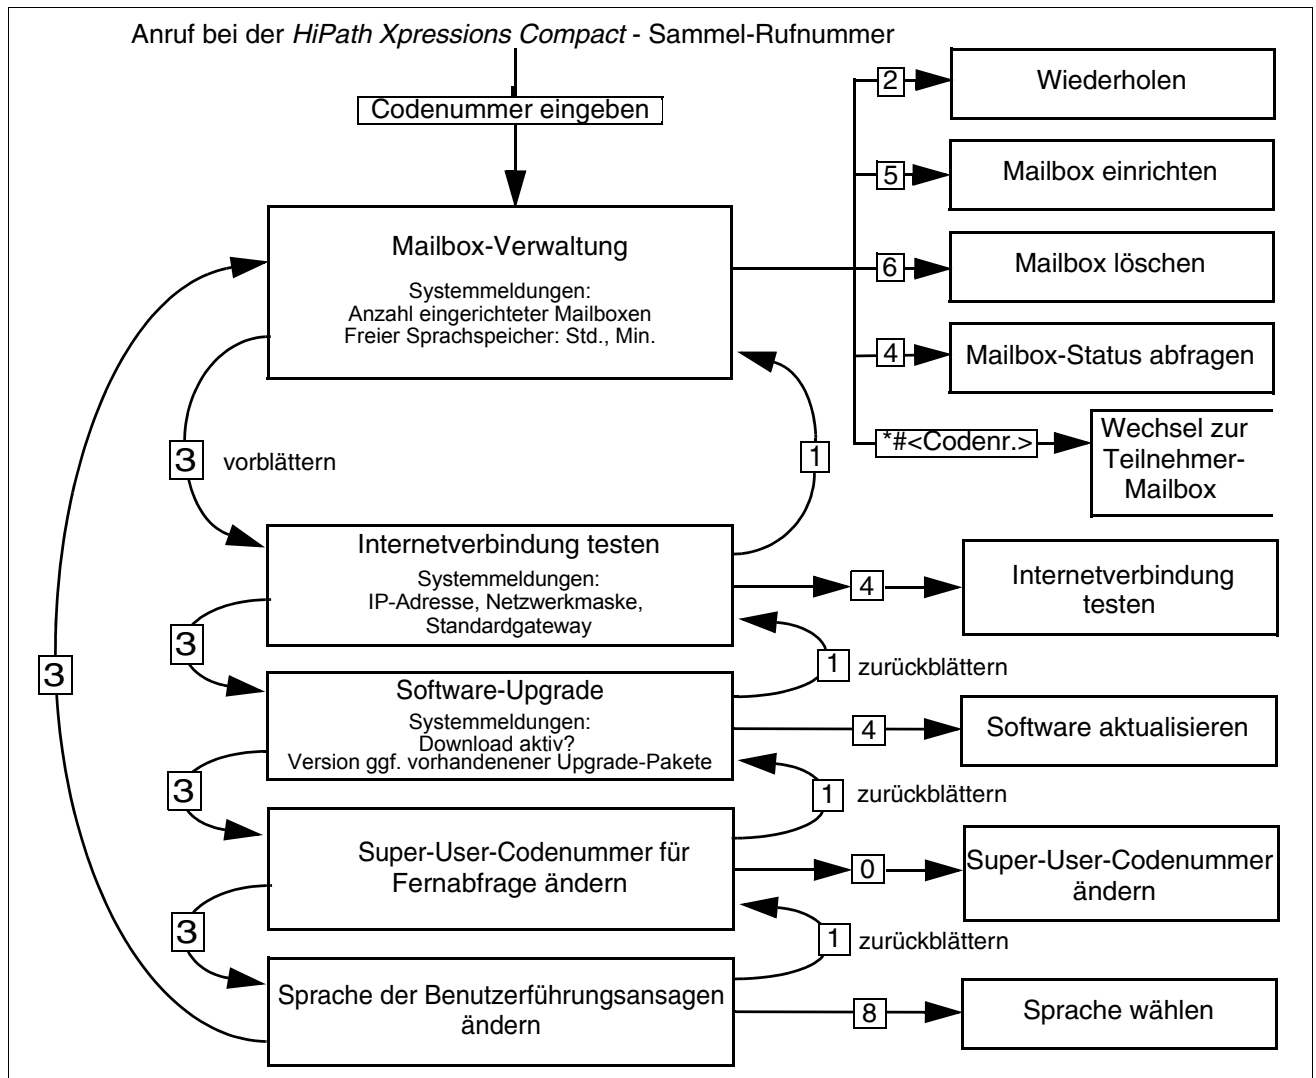 Anruf bei der HiPath Xpressions Compact - Sammel-Rufnummer
Codenummer eingeben
Mailbox-Verwaltung
Systemmeldungen:
Anzahl eingerichteter Mailboxen
Freier Sprachspeicher: Std., Min.
2
Wiederholen
5
Mailbox einrichten
6
Mailbox löschen
4
Mailbox-Status abfragen
*#<Codenr.>
Wechsel zur
Teilnehmer-
Mailbox
3
vorblättern
1
Internetverbindung testen
Systemmeldungen:
IP-Adresse, Netzwerkmaske,
Standardgateway
4
Internetverbindung
testen
3
3
1
zurückblättern
Software-Upgrade
Systemmeldungen:
Download aktiv?
Version ggf. vorhandenener Upgrade-Pakete
4
Software aktualisieren
3
1
zurückblättern
Super-User-Codenummer für
Fernabfrage ändern
0
Super-User-Codenummer
ändern
3
1
zurückblättern
Sprache der Benutzerführungsansagen
ändern
8
Sprache wählen